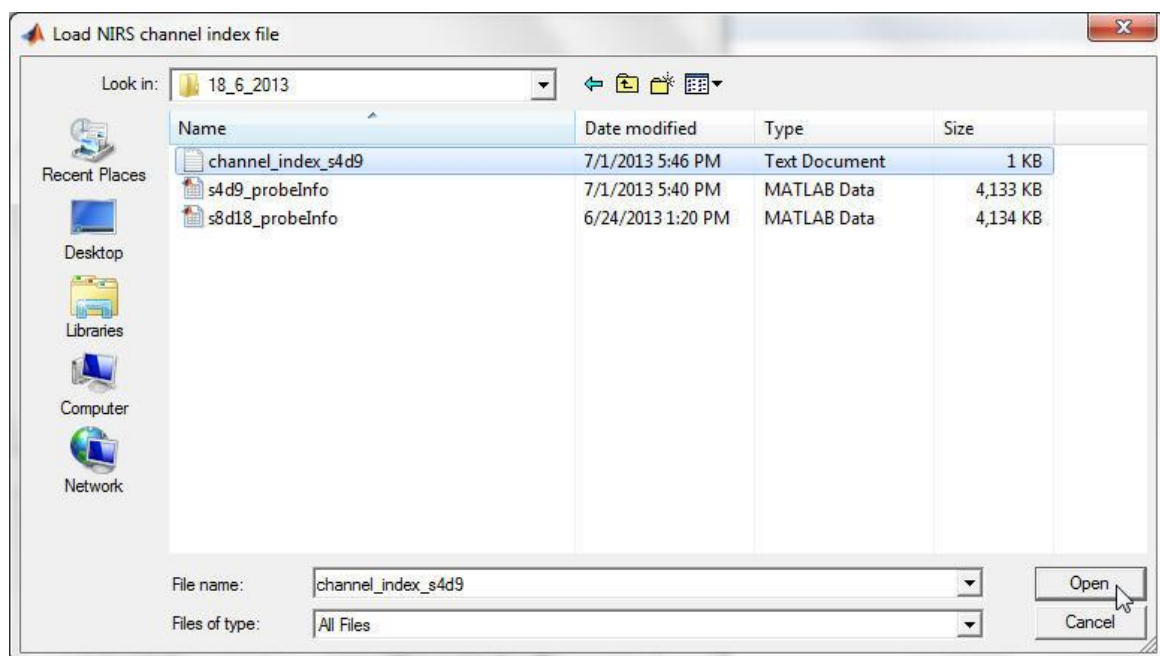 Load NIRS channel index file
x
Look in: 18_6_2013
Name Date modified Type Size
channel_index_s4d9 7/1/2013 5:46 PM Text Document 1 KB
s4d9_probeInfo 7/1/2013 5:40 PM MATLAB Data 4,133 KB
s8d18_probeInfo 6/24/2013 1:20 PM MATLAB Data 4,134 KB
Recent Places
Desktop
Libraries
Computer
Network
File name: channel_index_s4d9 Open
Files of type: All Files Cancel